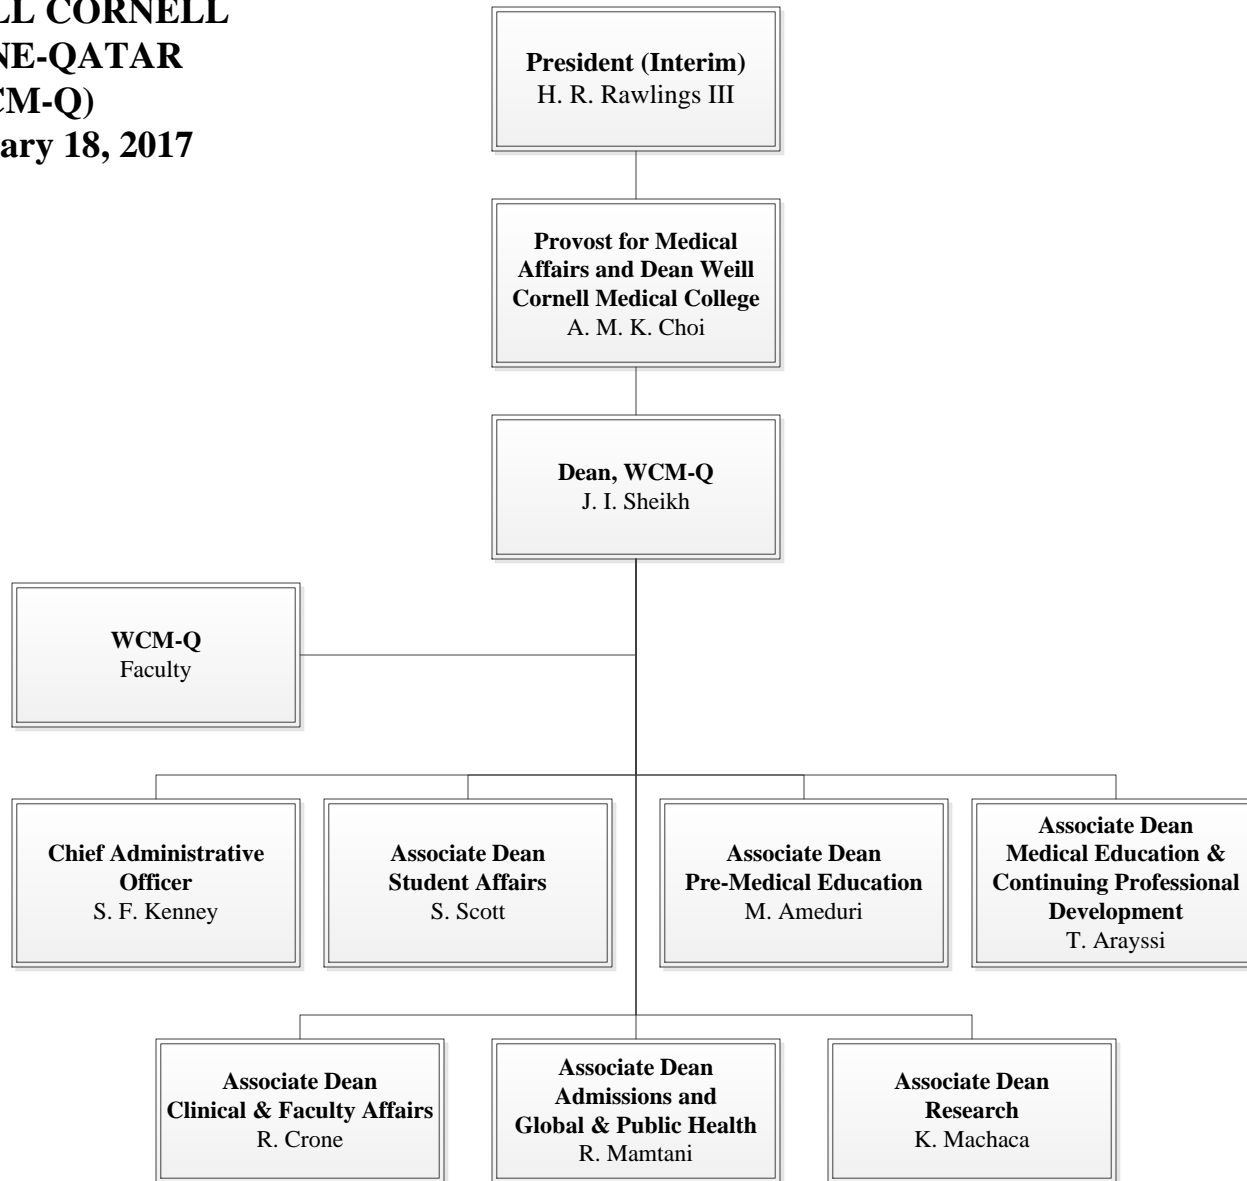 LL CORNELL
NE-QATAR
CM-Q)
ary 18, 2017
President (Interim)
H. R. Rawlings III
Provost for Medical
Affairs and Dean Weill
Cornell Medical College
A. M. K. Choi
Dean, WCM-Q
J. I. Sheikh
WCM-Q
Faculty
Chief Administrative
Officer
S. F. Kenney
Associate Dean
Student Affairs
S. Scott
Associate Dean
Pre-Medical Education
M. Ameduri
Associate Dean
Medical Education &
Continuing Professional
Development
T. Arayssi
Associate Dean
Clinical & Faculty Affairs
R. Crone
Associate Dean
Admissions and
Global & Public Health
R. Mamtani
Associate Dean
Research
K. Machaca